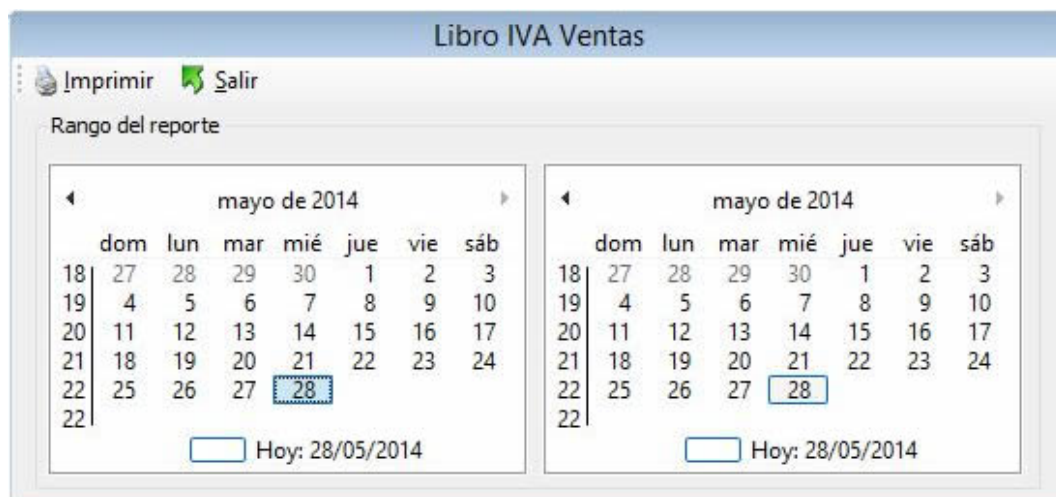 Libro IVA Ventas
Imprimir Salir
Rango del reporte
mayo de 2014
dom lun mar mié jue vie sáb
18 27 28 29 30 1 2 3
19 4 5 6 7 8 9 10
20 11 12 13 14 15 16 17
21 18 19 20 21 22 23 24
22 25 26 27 28
22
Hoy: 28/05/2014
mayo de 2014
dom lun mar mié jue vie sáb
18 27 28 29 30 1 2 3
19 4 5 6 7 8 9 10
20 11 12 13 14 15 16 17
21 18 19 20 21 22 23 24
22 25 26 27 28
22
Hoy: 28/05/2014